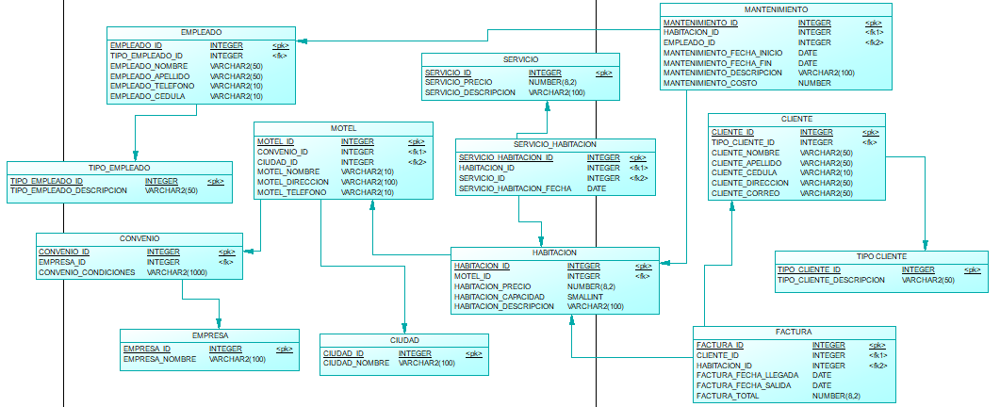 MANTENIMIENTO
MANTENIMIENTO_ID INTEGER <pk>
HABITACION_ID INTEGER <fk1>
EMPLEADO_ID INTEGER <fk2>
MANTENIMIENTO_FECHA_INICIO DATE
MANTENIMIENTO_FECHA_FIN DATE
MANTENIMIENTO_DESCRIPCION VARCHAR2(100)
MANTENIMIENTO_COSTO NUMBER
EMPLEADO
EMPLEADO_ID INTEGER <pk>
TIPO_EMPLEADO_ID INTEGER <fk>
EMPLEADO_NOMBRE VARCHAR2(50)
EMPLEADO_APELLIDO VARCHAR2(50)
EMPLEADO_TELEFONO VARCHAR2(10)
EMPLEADO_CEDULA VARCHAR2(10)
SERVICIO
SERVICIO_ID INTEGER <pk>
SERVICIO_PRECIO NUMBER(8,2)
SERVICIO_DESCRIPCION VARCHAR2(100)
CLIENTE
CLIENTE_ID INTEGER <pk>
TIPO_CLIENTE_ID INTEGER <fk>
CLIENTE_NOMBRE VARCHAR2(50)
CLIENTE_APELLIDO VARCHAR2(50)
CLIENTE_CEDULA VARCHAR2(10)
CLIENTE_DIRECCION VARCHAR2(50)
CLIENTE_CORREO VARCHAR2(50)
MOTEL
MOTEL_ID INTEGER <pk>
CONVENIO_ID INTEGER <fk1>
CIUDAD_ID INTEGER <fk2>
MOTEL_NOMBRE VARCHAR2(10)
MOTEL_DIRECCION VARCHAR2(100)
MOTEL_TELEFONO VARCHAR2(10)
SERVICIO_HABITACION
SERVICIO_HABITACION_ID INTEGER <pk>
HABITACION_ID INTEGER <fk1>
SERVICIO_ID INTEGER <fk2>
SERVICIO_HABITACION_FECHA DATE
TIPO_EMPLEADO
TIPO_EMPLEADO_ID INTEGER <pk>
TIPO_EMPLEADO_DESCRIPCION VARCHAR2(50)
CONVENIO
CONVENIO_ID INTEGER <pk>
EMPRESA_ID INTEGER <fk>
CONVENIO_CONDICIONES VARCHAR2(1000)
HABITACION
HABITACION_ID INTEGER <pk>
MOTEL_ID INTEGER <fk>
HABITACION_PRECIO NUMBER(8,2)
HABITACION_CAPACIDAD SMALLINT
HABITACION_DESCRIPCION VARCHAR2(100)
TIPO CLIENTE
TIPO_CLIENTE_ID INTEGER <pk>
TIPO_CLIENTE_DESCRIPCION VARCHAR2(50)
EMPRESA
EMPRESA_ID INTEGER <pk>
EMPRESA_NOMBRE VARCHAR2(100)
CIUDAD
CIUDAD_ID INTEGER <pk>
CIUDAD_NOMBRE VARCHAR2(100)
FACTURA
FACTURA_ID INTEGER <pk>
CLIENTE_ID INTEGER <fk1>
HABITACION_ID INTEGER <fk2>
FACTURA_FECHA_LLEGADA DATE
FACTURA_FECHA_SALIDA DATE
FACTURA_TOTAL NUMBER(8,2)